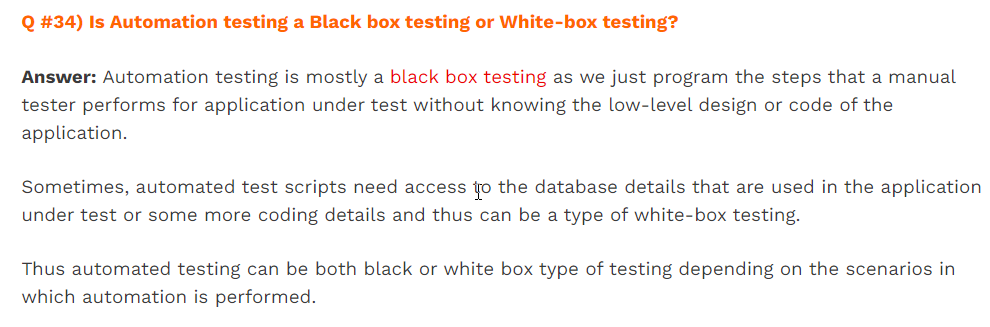 Q #34) Is Automation testing a Black box testing or White-box testing?
Answer: Automation testing is mostly a black box testing as we just program the steps that a manual
tester performs for application under test without knowing the low-level design or code of the
application.
Sometimes, automated test scripts need access to the database details that are used in the application
under test or some more coding details and thus can be a type of white-box testing.
Thus automated testing can be both black or white box type of testing depending on the scenarios in
which automation is performed.